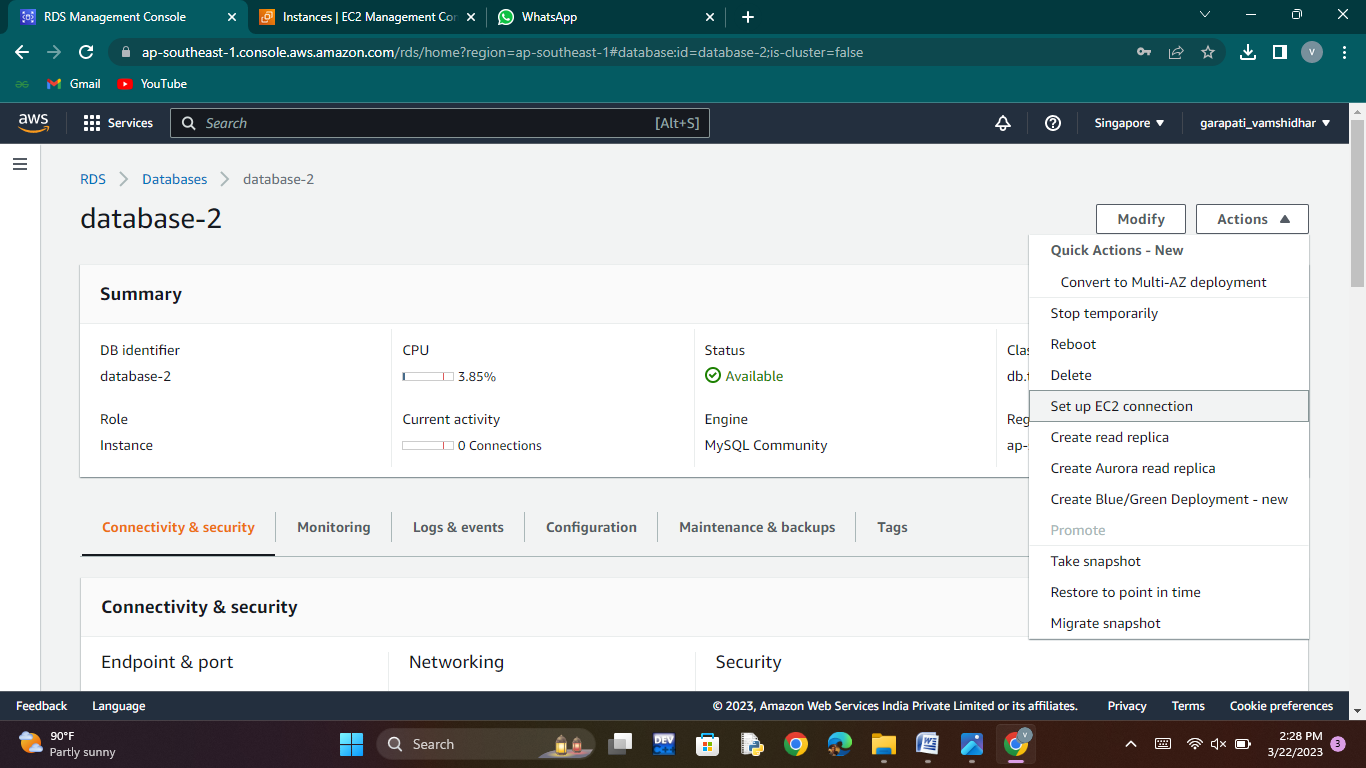 RDS Management Console
Instances | EC2 Management Con
WhatsApp
ap-southeast-1.console.aws.amazon.com/rds/home?region=ap-southeast-1#database:id=database-2;is-cluster=false
V
Gmail
YouTube
aws
Services
Search
[Alt+S]
Singapore
garapati_vamshidhar
RDS
Databases
database-2
database-2
Modify
Actions
Quick Actions - New
Convert to Multi-AZ deployment
Stop temporarily
Reboot
Delete
Set up EC2 connection
Create read replica
Create Aurora read replica
Create Blue/Green Deployment - new
Promote
Take snapshot
Restore to point in time
Migrate snapshot
Summary
DB identifier
database-2
CPU
3.85%
Status
Available
Clas
db.t
Role
Instance
Current activity
0 Connections
Engine
MySQL Community
Reg
ap-
Connectivity & security
Monitoring
Logs & events
Configuration
Maintenance & backups
Tags
Connectivity & security
Endpoint & port
Networking
Security
Feedback
Language
© 2023, Amazon Web Services India Private Limited or its affiliates.
Privacy
Terms
Cookie preferences
90°F
Partly sunny
Search
DEV
2:28 PM
3/22/2023
3